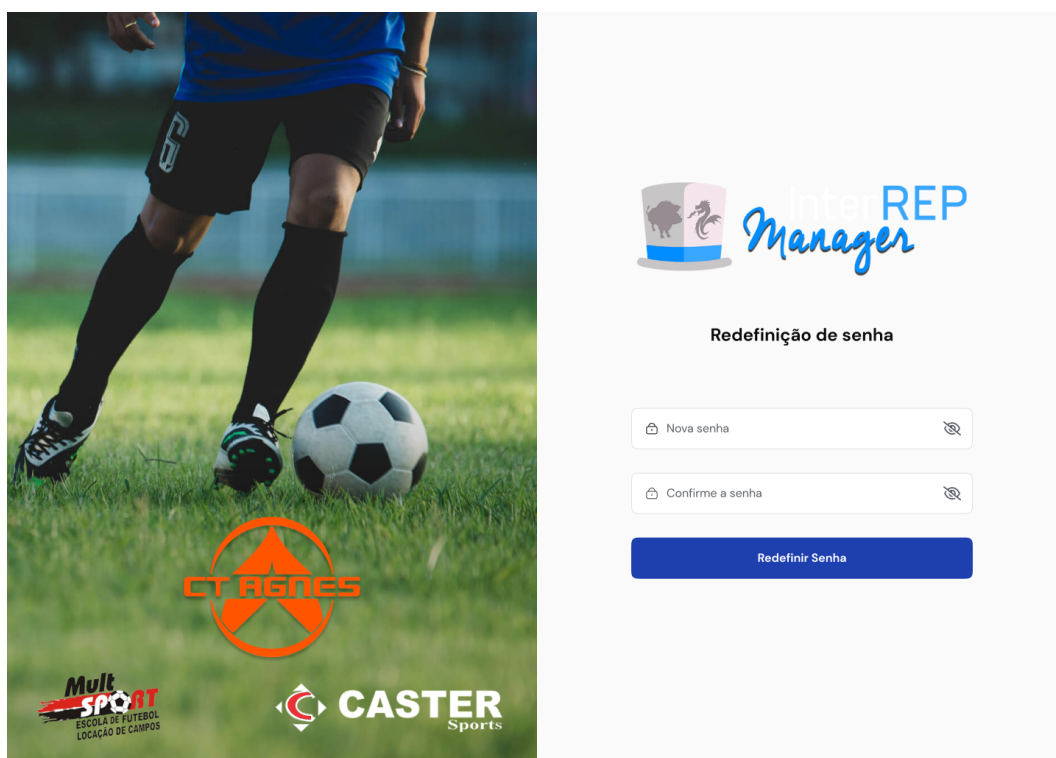 6
CT AGNES
Mult
SPORT
ESCOLA DE FUTEBOL
LOCAÇÃO DE CAMPOS
CASTER
Sports
InterREP
Manager
Redefinição de senha
Nova senha
Confirme a senha
Redefinir Senha